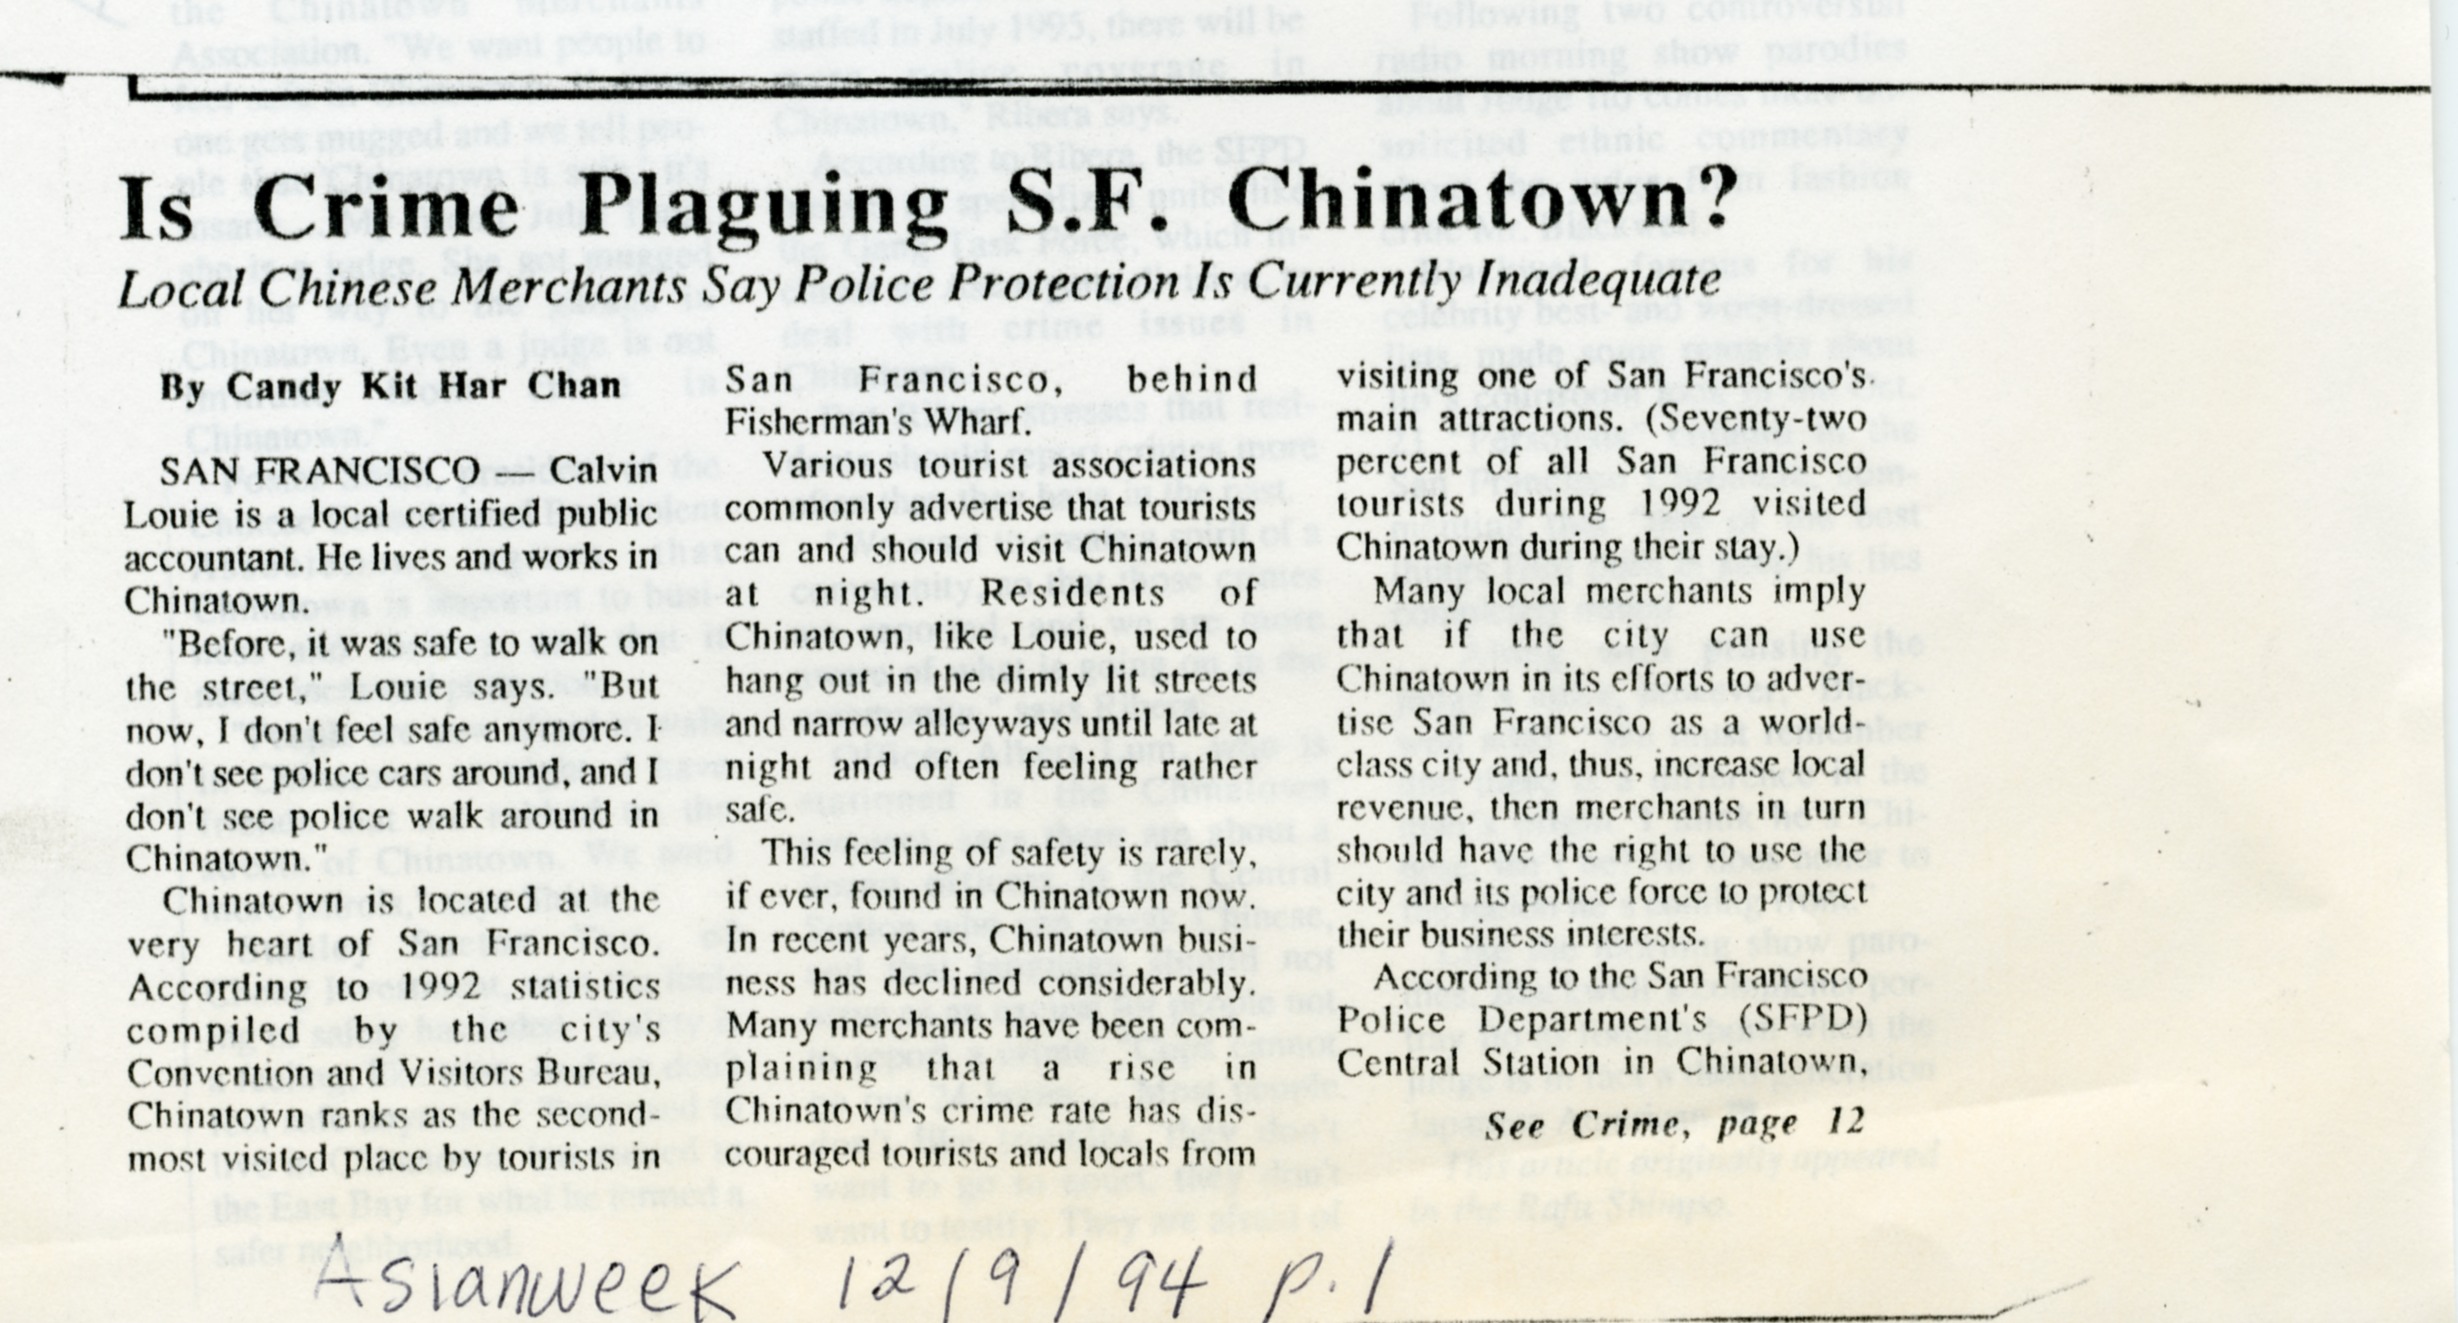 Is Crime Plaguing S.F. Chinatown?
Local Chinese Merchants Say Police Protection Is Currently Inadequate
By Candy Kit Har Chan
SAN FRANCISCO — Calvin
Louie is a local certified public
accountant. He lives and works in
Chinatown.
"Before, it was safe to walk on
the street," Louie says. "But
now, I don't feel safe anymore. I
don't see police cars around, and I
don't see police walk around in
Chinatown."
Chinatown is located at the
very heart of San Francisco.
According to 1992 statistics
compiled by the city's
Convention and Visitors Bureau,
Chinatown ranks as the second-
most visited place by tourists in
San Francisco, behind
Fisherman's Wharf.
Various tourist associations
commonly advertise that tourists
can and should visit Chinatown
at night. Residents of
Chinatown, like Louie, used to
hang out in the dimly lit streets
and narrow alleyways until late at
night and often feeling rather
safe.
This feeling of safety is rarely,
if ever, found in Chinatown now.
In recent years, Chinatown busi-
ness has declined considerably.
Many merchants have been com-
plaining that a rise in
Chinatown's crime rate has dis-
couraged tourists and locals from
visiting one of San Francisco's
main attractions. (Seventy-two
percent of all San Francisco
tourists during 1992 visited
Chinatown during their stay.)
Many local merchants imply
that if the city can use
Chinatown in its efforts to adver-
tise San Francisco as a world-
class city and, thus, increase local
revenue, then merchants in turn
should have the right to use the
city and its police force to protect
their business interests.
According to the San Francisco
Police Department's (SFPD)
Central Station in Chinatown,
See Crime, page 12
Asianweek 12/9/94 p.1